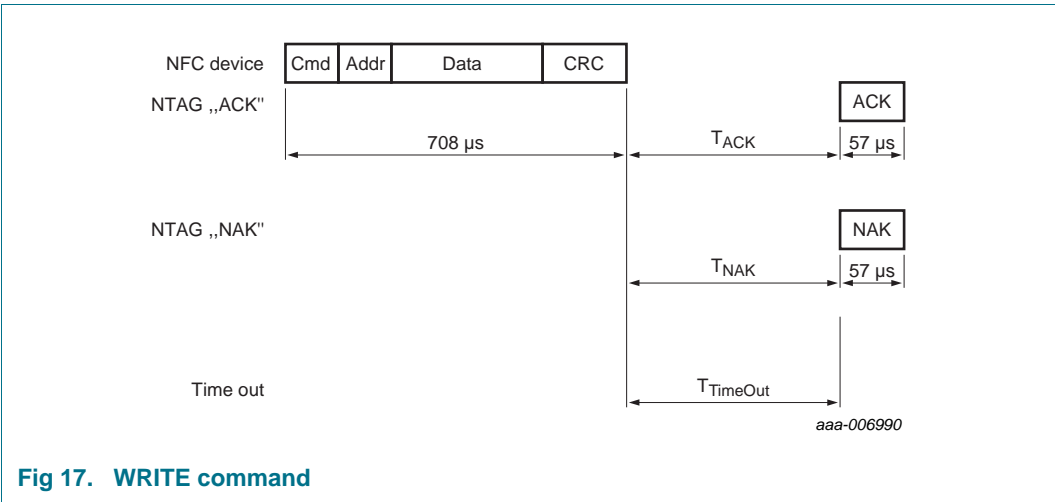 NFC device Cmd Addr Data CRC
NTAG ,,ACK" ACK
708 µs TACK 57 µs
NTAG ,,NAK" NAK
TNAK 57 µs
Time out TTimeOut
aaa-006990
Fig 17. WRITE command